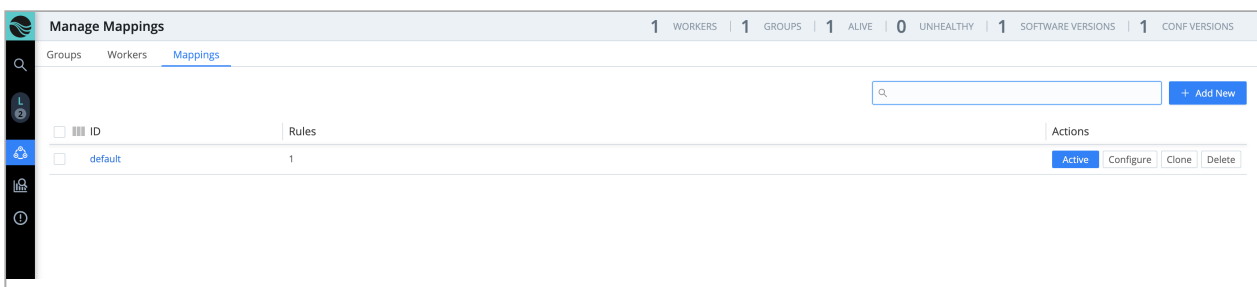 Manage Mappings
1 WORKERS | 1 GROUPS | 1 ALIVE | 0 UNHEALTHY | 1 SOFTWARE VERSIONS | 1 CONF VERSIONS
Groups Workers Mappings
L
2
+ Add New
ID Rules Actions
default 1 Active Configure Clone Delete